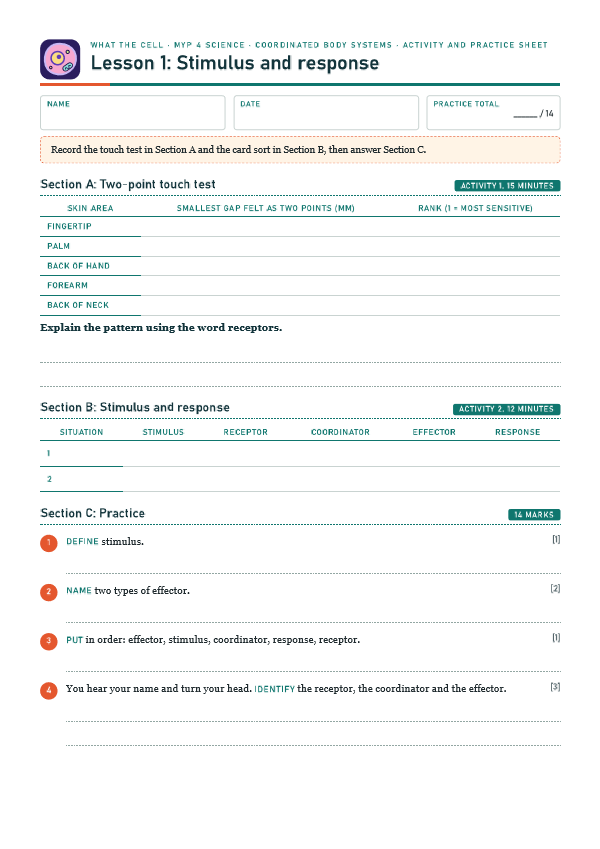 WHAT THE CELL · MYP 4 SCIENCE · COORDINATED BODY SYSTEMS · ACTIVITY AND PRACTICE SHEET
Lesson 1: Stimulus and response
NAME
DATE
PRACTICE TOTAL
_____ / 14
Record the touch test in Section A and the card sort in Section B, then answer Section C.
Section A: Two-point touch test
ACTIVITY 1, 15 MINUTES
SKIN AREA SMALLEST GAP FELT AS TWO POINTS (MM) RANK (1 = MOST SENSITIVE)
FINGERTIP
PALM
BACK OF HAND
FOREARM
BACK OF NECK
Explain the pattern using the word receptors.
Section B: Stimulus and response
ACTIVITY 2, 12 MINUTES
SITUATION STIMULUS RECEPTOR COORDINATOR EFFECTOR RESPONSE
1
2
Section C: Practice
14 MARKS
1 DEFINE stimulus. [1]
2 NAME two types of effector. [2]
3 PUT in order: effector, stimulus, coordinator, response, receptor. [1]
4 You hear your name and turn your head. IDENTIFY the receptor, the coordinator and the effector. [3]